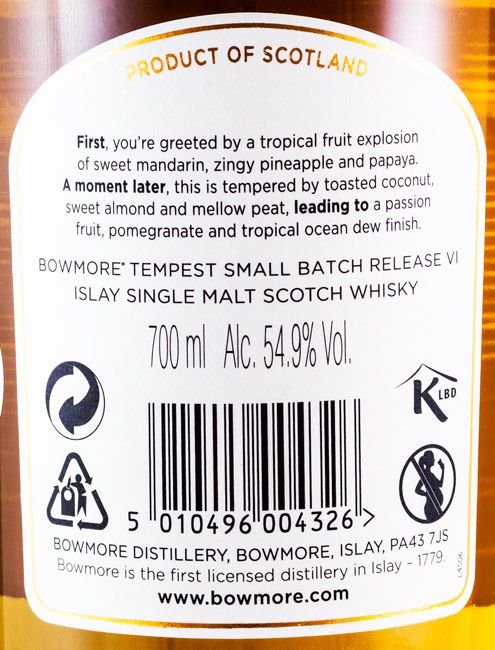 PRODUCT OF SCOTLAND
First, you're greeted by a tropical fruit explosion
of sweet mandarin, zingy pineapple and papaya.
A moment later, this is tempered by toasted coconut,
sweet almond and mellow peat, leading to a passion
fruit, pomegranate and tropical ocean dew finish.
BOWMORE® TEMPEST SMALL BATCH RELEASE VI
ISLAY SINGLE MALT SCOTCH WHISKY
700 ml Alc. 54.9% Vol.
K LBD
5 010496 004326 >
BOWMORE DISTILLERY, BOWMORE, ISLAY, PA43 7JS
Bowmore is the first licensed distillery in Islay - 1779.
www.bowmore.com